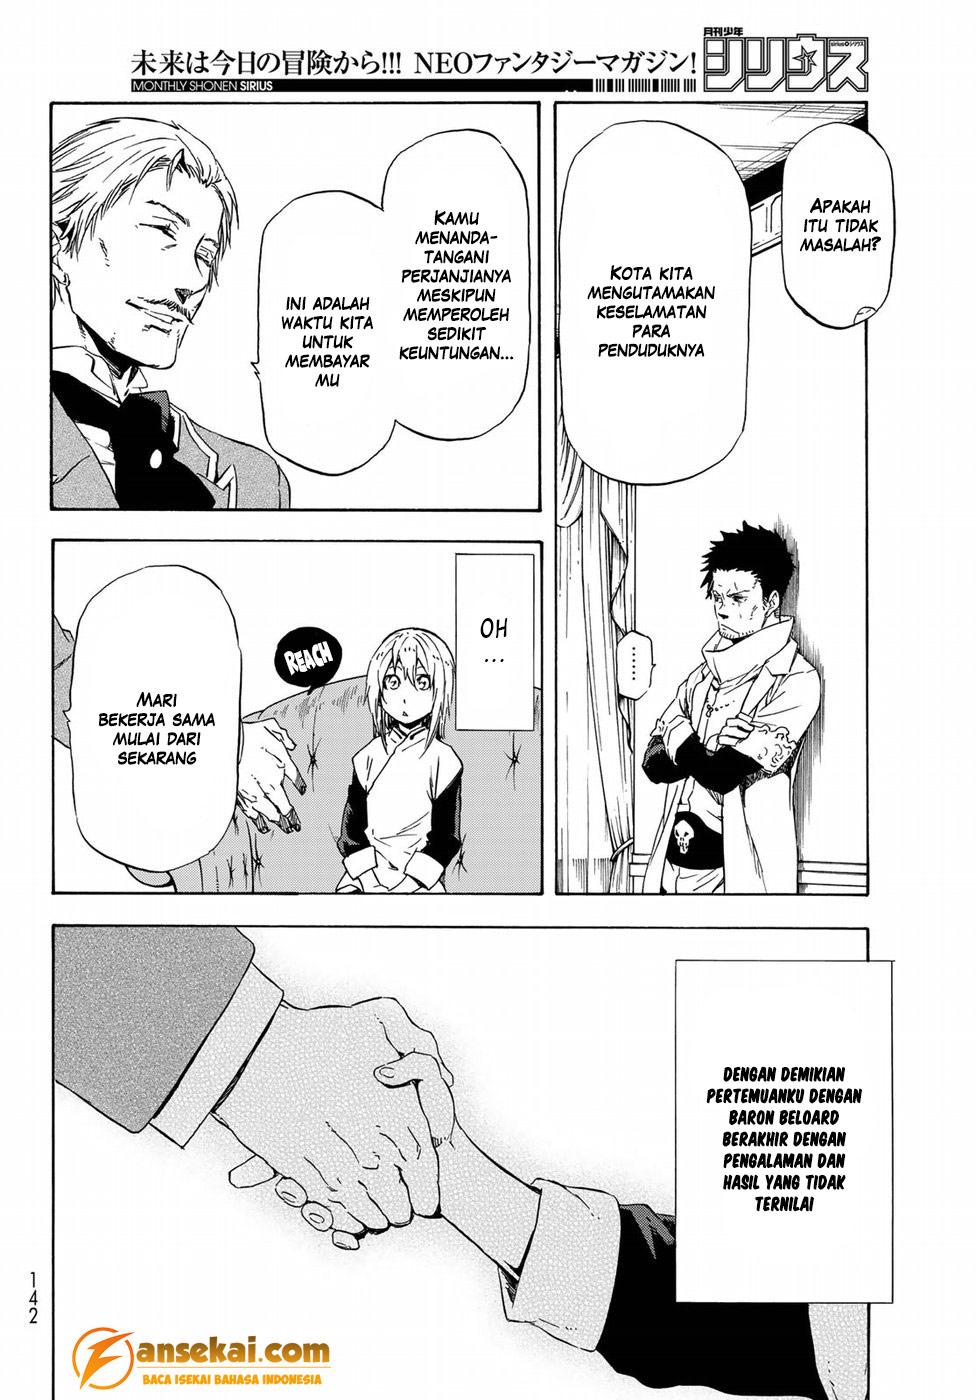 未来は今日の冒険から!!! NEOファンタジーマガジン!
MONTHLY SHONEN SIRIUS
月刊少年
シリウス
APAKAH
ITU TIDAK
MASALAH?
KOTA KITA
MENGUTAMAKAN
KESELAMATAN
PARA
PENDUDUKNYA
........
KAMU
MENANDA-
TANGANI
PERJANJIANYA
MESKIPUN
MEMPEROLEH
SEDIKIT
KEUNTUNGAN...
INI ADALAH
WAKTU KITA
UNTUK
MEMBAYAR
MU
OH
...
REACH
MARI
BEKERJA SAMA
MULAI DARI
SEKARANG
DENGAN DEMIKIAN
PERTEMUANKU DENGAN
BARON BELOARD
BERAKHIR DENGAN
PENGALAMAN DAN
HASIL YANG TIDAK
TERNILAI
142
ansekai.com
BACA ISEKAI BAHASA INDONESIA